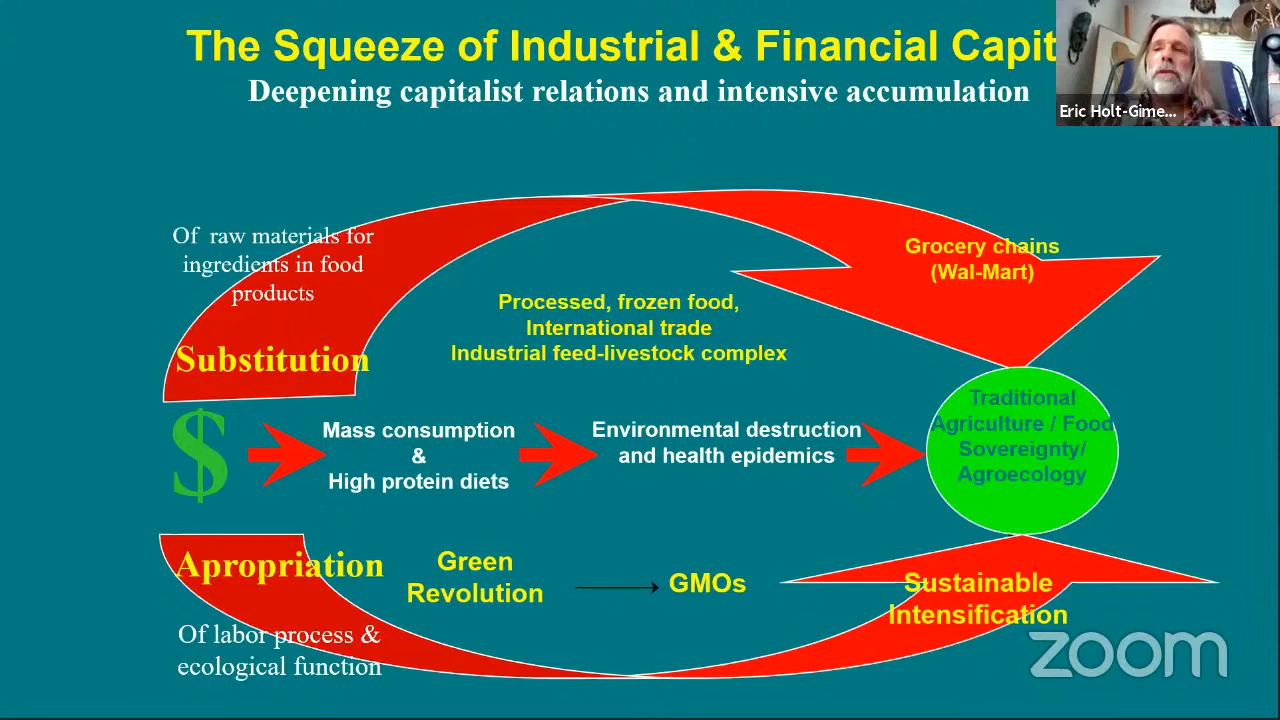 The Squeeze of Industrial & Financial Capit
Deepening capitalist relations and intensive accumulation
Eric Holt-Gime...
Of raw materials for
ingredients in food
products
Substitution
Grocery chains
(Wal-Mart)
Processed, frozen food,
International trade
Industrial feed-livestock complex
$
Mass consumption
&
High protein diets
Environmental destruction
and health epidemics
Traditional
Agriculture / Food
Sovereignty/
Agroecology
Apropriation
Of labor process &
ecological function
Green
Revolution
GMOs
Sustainable
Intensification
zoom